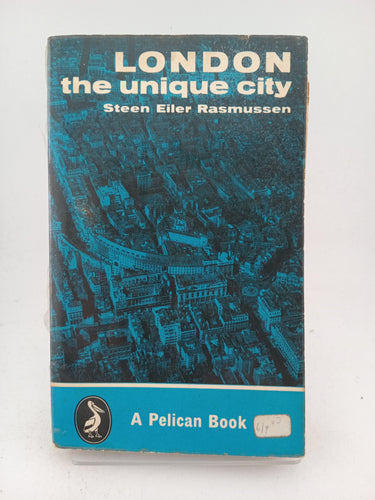 LONDON
the unique city
Steen Eiler Rasmussen
A Pelican Book